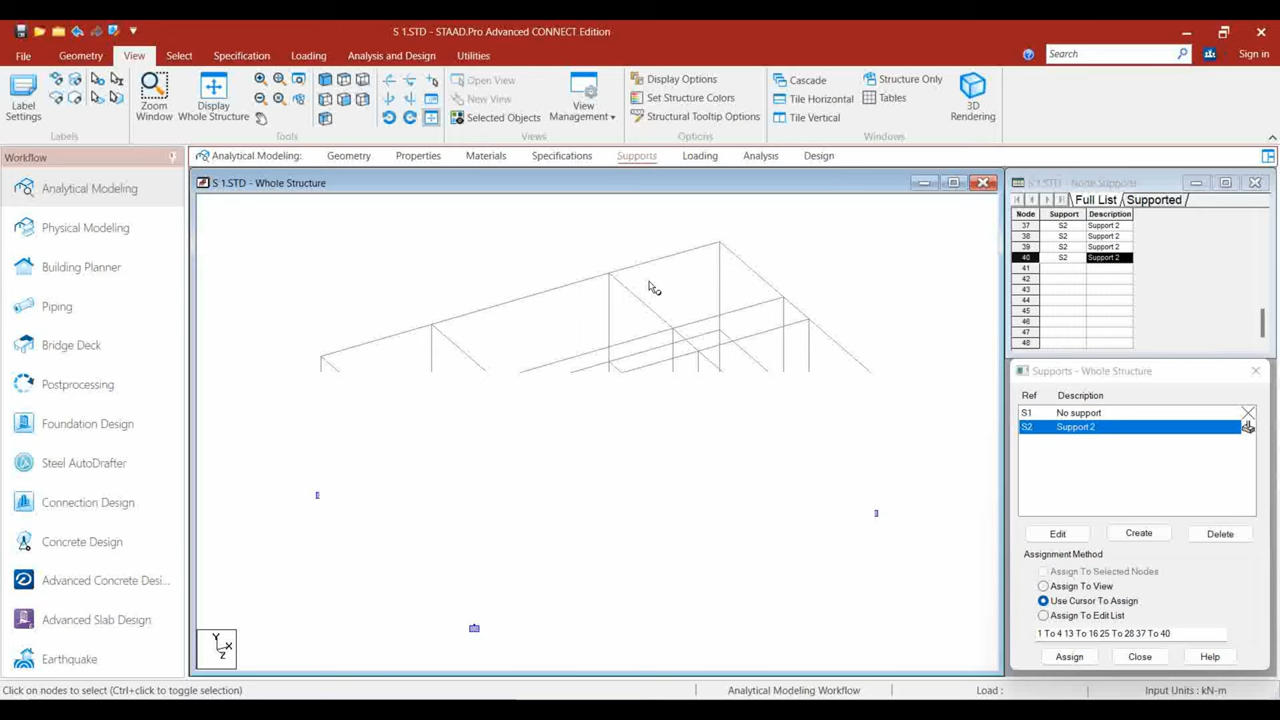 S 1.STD - STAAD.Pro Advanced CONNECT Edition
File Geometry View Select Specification Loading Analysis and Design Utilities Search Sign in
Label Settings
Labels
Zoom Window
Display Whole Structure
Tools
Open View
New View
Selected Objects
View Management
Views
Display Options
Set Structure Colors
Structural Tooltip Options
Options
Cascade
Tile Horizontal
Tile Vertical
Structure Only
Tables
Windows
3D Rendering
Workflow
Analytical Modeling: Geometry Properties Materials Specifications Supports Loading Analysis Design
Analytical Modeling
Physical Modeling
Building Planner
Piping
Bridge Deck
Postprocessing
Foundation Design
Steel AutoDrafter
Connection Design
Concrete Design
Advanced Concrete Desi...
Advanced Slab Design
Earthquake
S 1.STD - Whole Structure
Y
X
Z
S 1.STD - Node Supports
Full List Supported
Node Support Description
37 S2 Support 2
38 S2 Support 2
39 S2 Support 2
40 S2 Support 2
41
42
43
44
45
46
47
48
Supports - Whole Structure
Ref Description
S1 No support
S2 Support 2
Edit Create Delete
Assignment Method
Assign To Selected Nodes
Assign To View
Use Cursor To Assign
Assign To Edit List
1 To 4 13 To 16 25 To 28 37 To 40
Assign Close Help
Click on nodes to select (Ctrl+click to toggle selection) Analytical Modeling Workflow Load : Input Units : kN-m